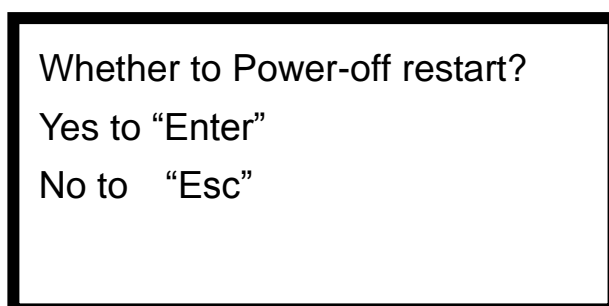 Whether to Power-off restart?
Yes to “Enter”
No to “Esc”